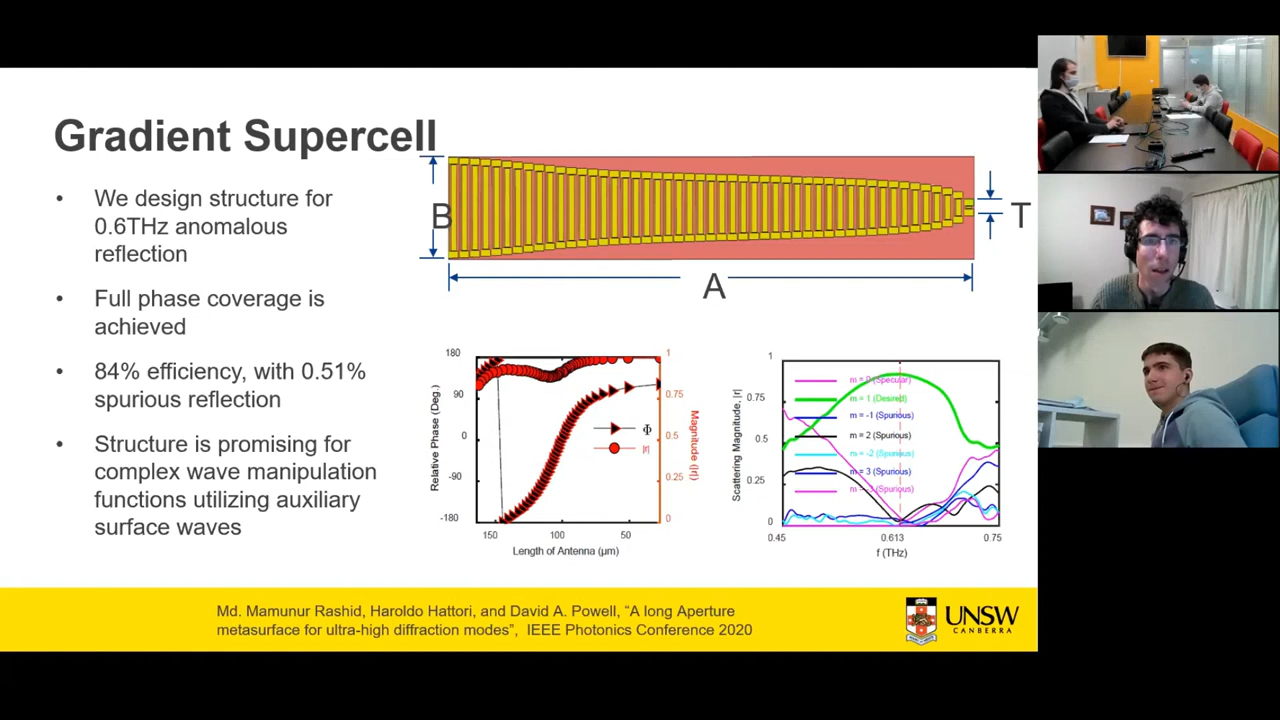 Gradient Supercell
• We design structure for
0.6THz anomalous
reflection
• Full phase coverage is
achieved
• 84% efficiency, with 0.51%
spurious reflection
• Structure is promising for
complex wave manipulation
functions utilizing auxiliary
surface waves
B
T
A
180
90
0
-90
-180
Relative Phase (Deg.)
150
100
50
Length of Antenna (μm)
1
0.75
0.5
0.25
0
Magnitude (|r|)
Φ
|r|
Scattering Magnitude, |r|
1
0.75
0.5
0.25
0
m = 0 (Specular)
m = 1 (Desired)
m = -1 (Spurious)
m = 2 (Spurious)
m = -2 (Spurious)
m = 3 (Spurious)
(Spurious)
0.45
0.613
0.75
f (THz)
Md. Mamunur Rashid, Haroldo Hattori, and David A. Powell, “A long Aperture
metasurface for ultra-high diffraction modes”, IEEE Photonics Conference 2020
UNSW
CANBERRA